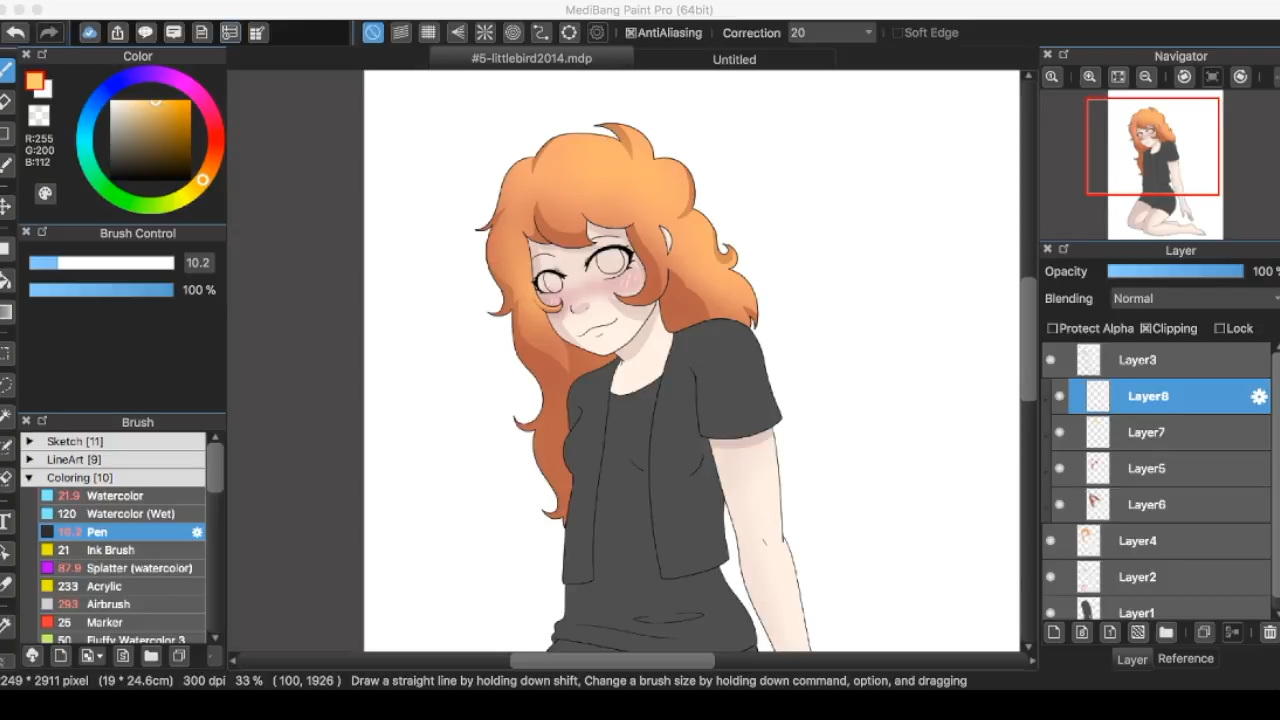 MediBang Paint Pro (64bit)
AntiAliasing Correction 20 Soft Edge
Color
#5-littlebird2014.mdp Untitled
Navigator
R:255
G:200
B:112
Brush Control
10.2
100 %
Layer
Opacity 100 %
Blending Normal
Protect Alpha Clipping Lock
Layer3
Layer8
Layer7
Layer5
Layer6
Layer4
Layer2
Layer1
Brush
Sketch [11]
LineArt [9]
Coloring [10]
21.9 Watercolor
120 Watercolor (Wet)
10.2 Pen
21 Ink Brush
87.9 Splatter (watercolor)
233 Acrylic
293 Airbrush
25 Marker
50 Fluffy Watercolor 3
Layer Reference
249 * 2911 pixel (19 * 24.6cm) 300 dpi 33 % ( 100, 1926 ) Draw a straight line by holding down shift, Change a brush size by holding down command, option, and dragging